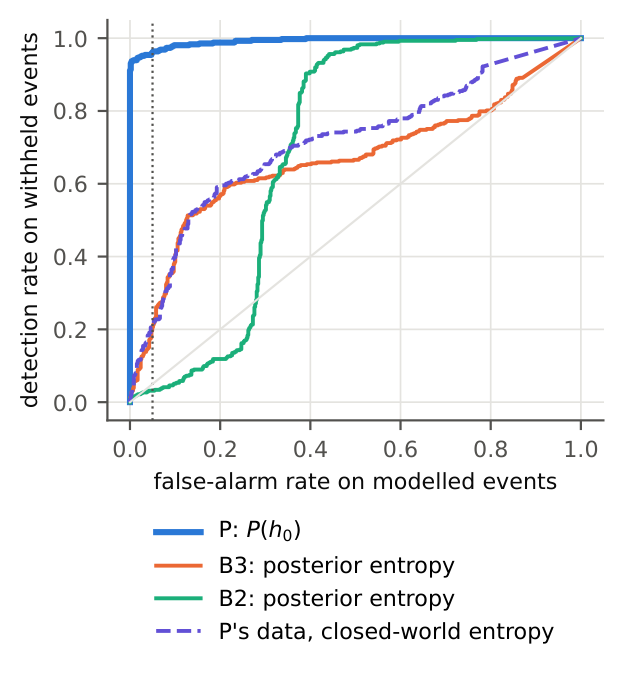 detection rate on withheld events
1.0
0.8
0.6
0.4
0.2
0.0
0.0 0.2 0.4 0.6 0.8 1.0
false-alarm rate on modelled events
P: P(h₀)
B3: posterior entropy
B2: posterior entropy
P's data, closed-world entropy